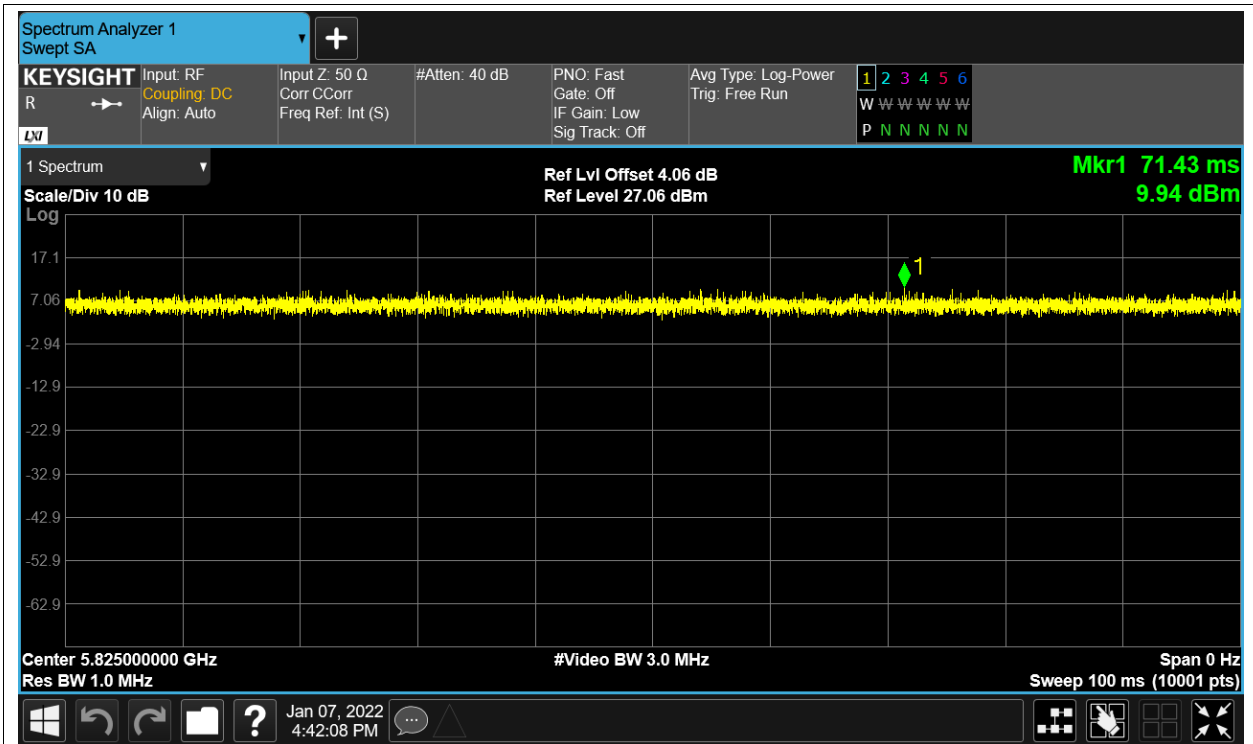 Spectrum Analyzer 1
Swept SA
KEYSIGHT
R
LXI
Input: RF
Coupling: DC
Align: Auto
Input Z: 50 Ω
Corr CCorr
Freq Ref: Int (S)
#Atten: 40 dB
PNO: Fast
Gate: Off
IF Gain: Low
Sig Track: Off
Avg Type: Log-Power
Trig: Free Run
1 2 3 4 5 6
W W W W W W
P N N N N N
1 Spectrum
Scale/Div 10 dB
Log
Ref Lvl Offset 4.06 dB
Ref Level 27.06 dBm
Mkr1 71.43 ms
9.94 dBm
1
17.1
7.06
-2.94
-12.9
-22.9
-32.9
-42.9
-52.9
-62.9
Center 5.825000000 GHz
Res BW 1.0 MHz
#Video BW 3.0 MHz
Span 0 Hz
Sweep 100 ms (10001 pts)
?
Jan 07, 2022
4:42:08 PM